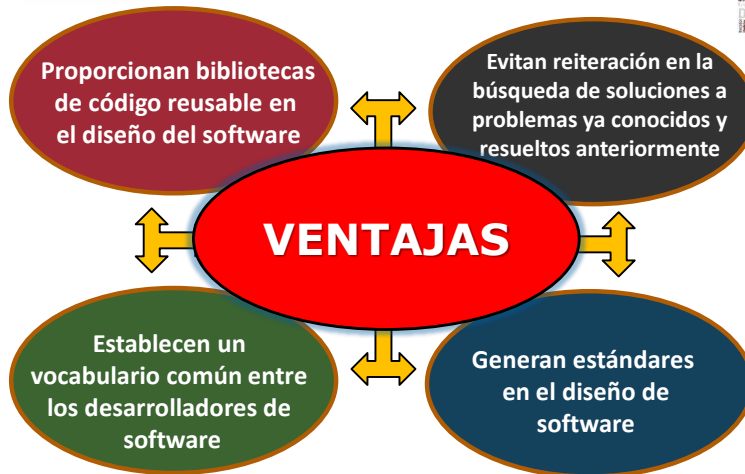 Proporcionan bibliotecas
de código reusable en
el diseño del software
Evitan reiteración en la
búsqueda de soluciones a
problemas ya conocidos y
resueltos anteriormente
VENTAJAS
Establecen un
vocabulario común entre
los desarrolladores de
software
Generan estándares
en el diseño de
software